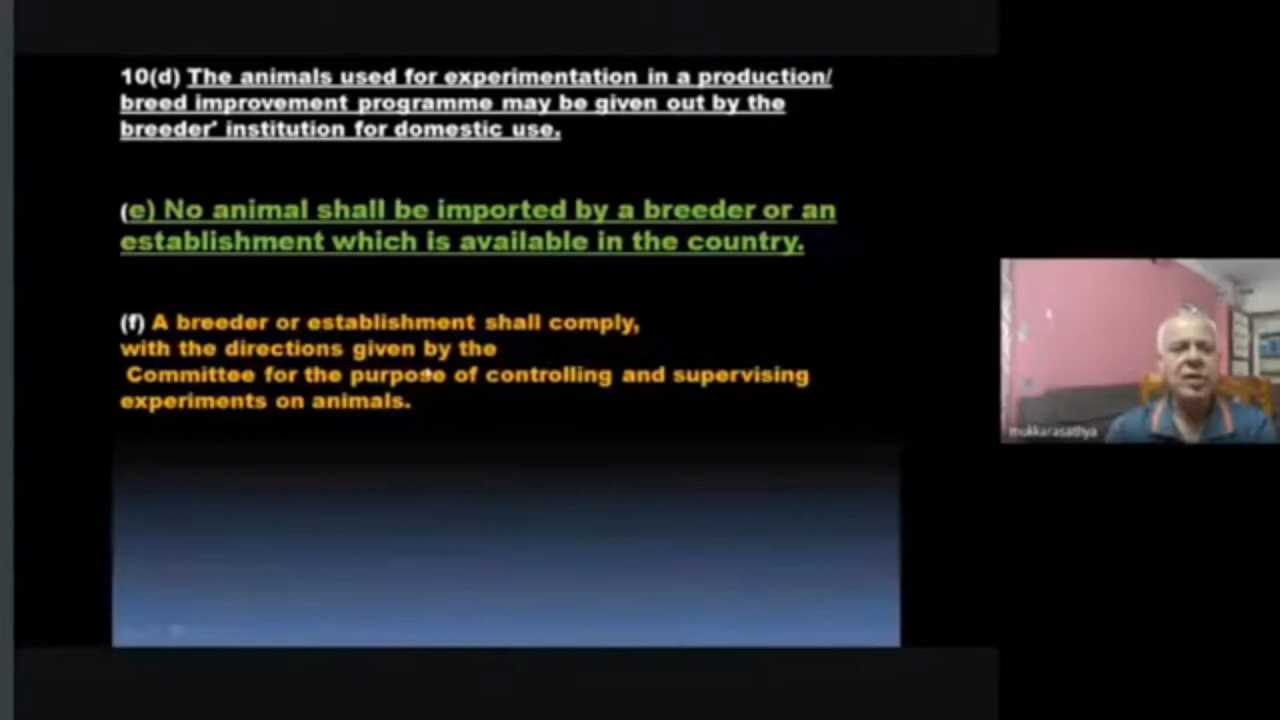 10(d) The animals used for experimentation in a production/
breed improvement programme may be given out by the
breeder' institution for domestic use.
(e) No animal shall be imported by a breeder or an
establishment which is available in the country.
(f) A breeder or establishment shall comply,
with the directions given by the
Committee for the purpose of controlling and supervising
experiments on animals.
mukkarasathya